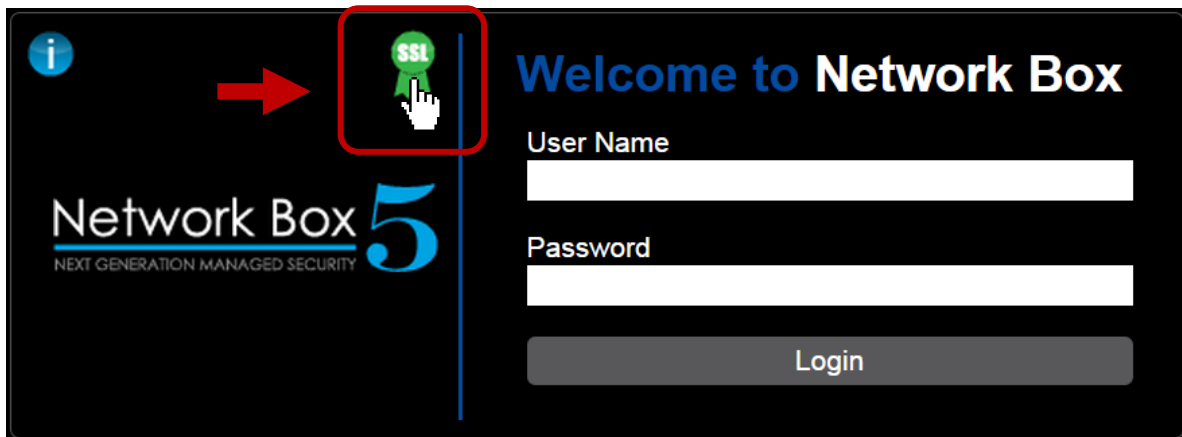 i
SSL
Network Box 5
NEXT GENERATION MANAGED SECURITY
Welcome to Network Box
User Name
Password
Login